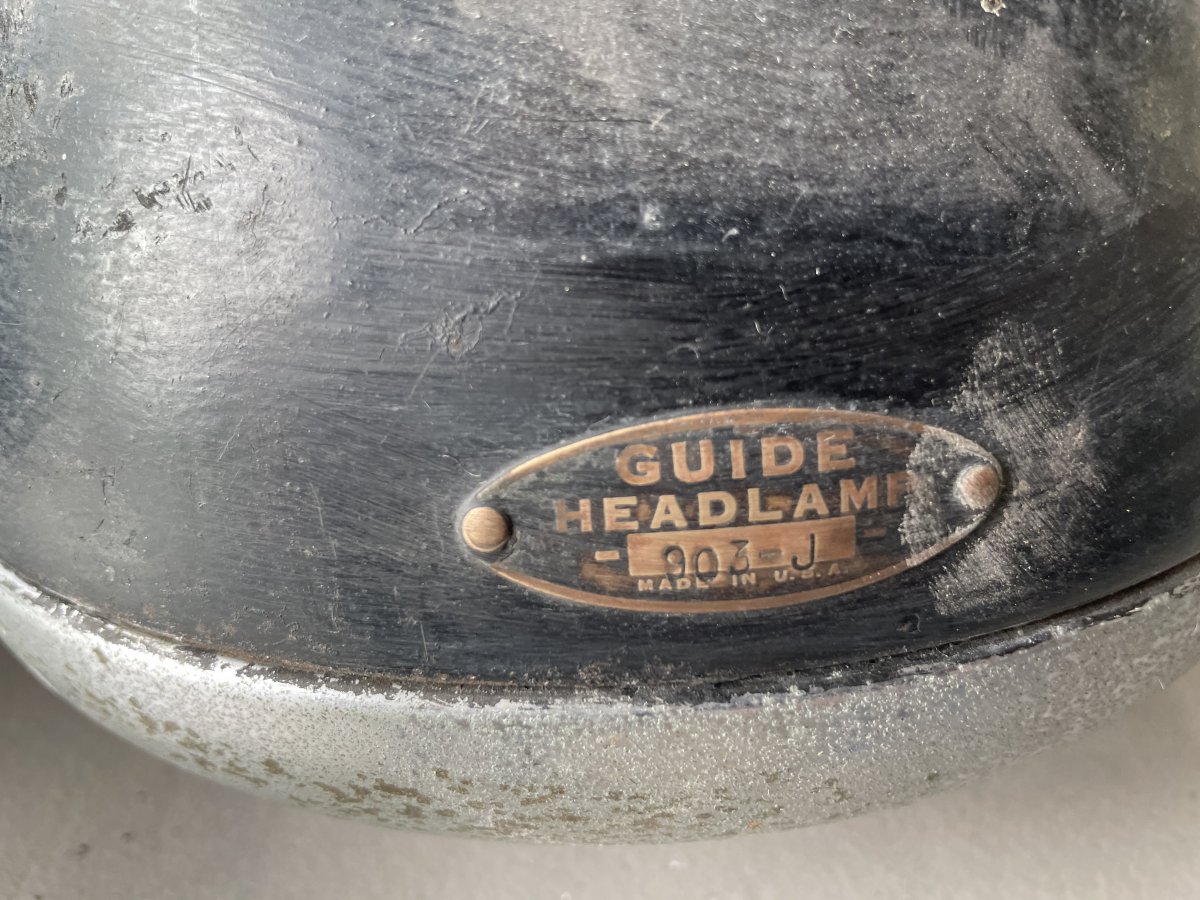 GUIDE
HEADLAMP
- 903-J -
MADE IN U.S.A.